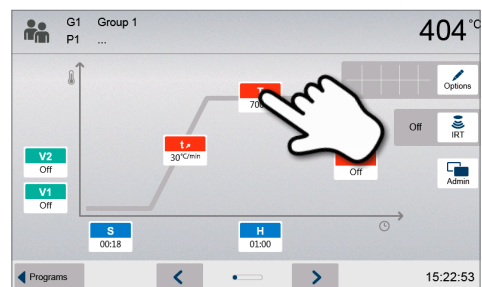 G1 Group 1
P1 ...
404°C
Options
T
700
Off
IRT
t↗
30°C/min
V2
Off
Off
Admin
V1
Off
S
00:18
H
01:00
Programs
15:22:53